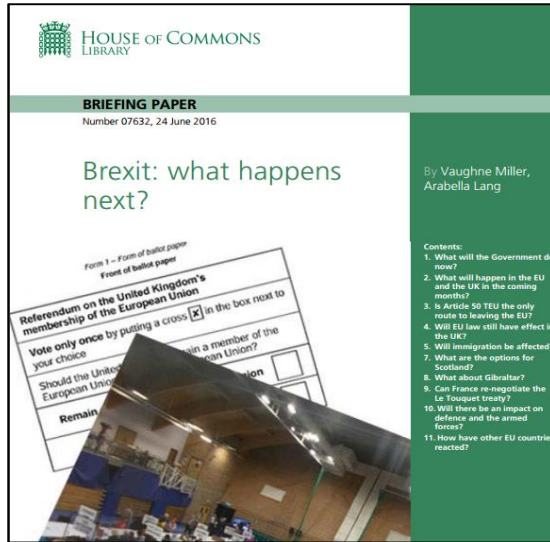 HOUSE OF COMMONS
LIBRARY
BRIEFING PAPER
Number 07632, 24 June 2016
Brexit: what happens
next?
By Vaughne Miller,
Arabella Lang
Contents:
1. What will the Government do
now?
2. What will happen in the EU
and the UK in the coming
months?
3. Is Article 50 TEU the only
route to leaving the EU?
4. Will EU law still have effect in
the UK?
5. Will immigration be affected?
7. What are the options for
Scotland?
8. What about Gibraltar?
9. Can France re-negotiate the
Le Touquet treaty?
10. Will there be an impact on
defence and the armed
forces?
11. How have other EU countries
reacted?
Form 1 – Form of ballot paper
Front of ballot paper
Referendum on the United Kingdom's
membership of the European Union
Vote only once by putting a cross X in the box next to
your choice
Should the United ain a member of the
European Union opean Union?
Remain nion